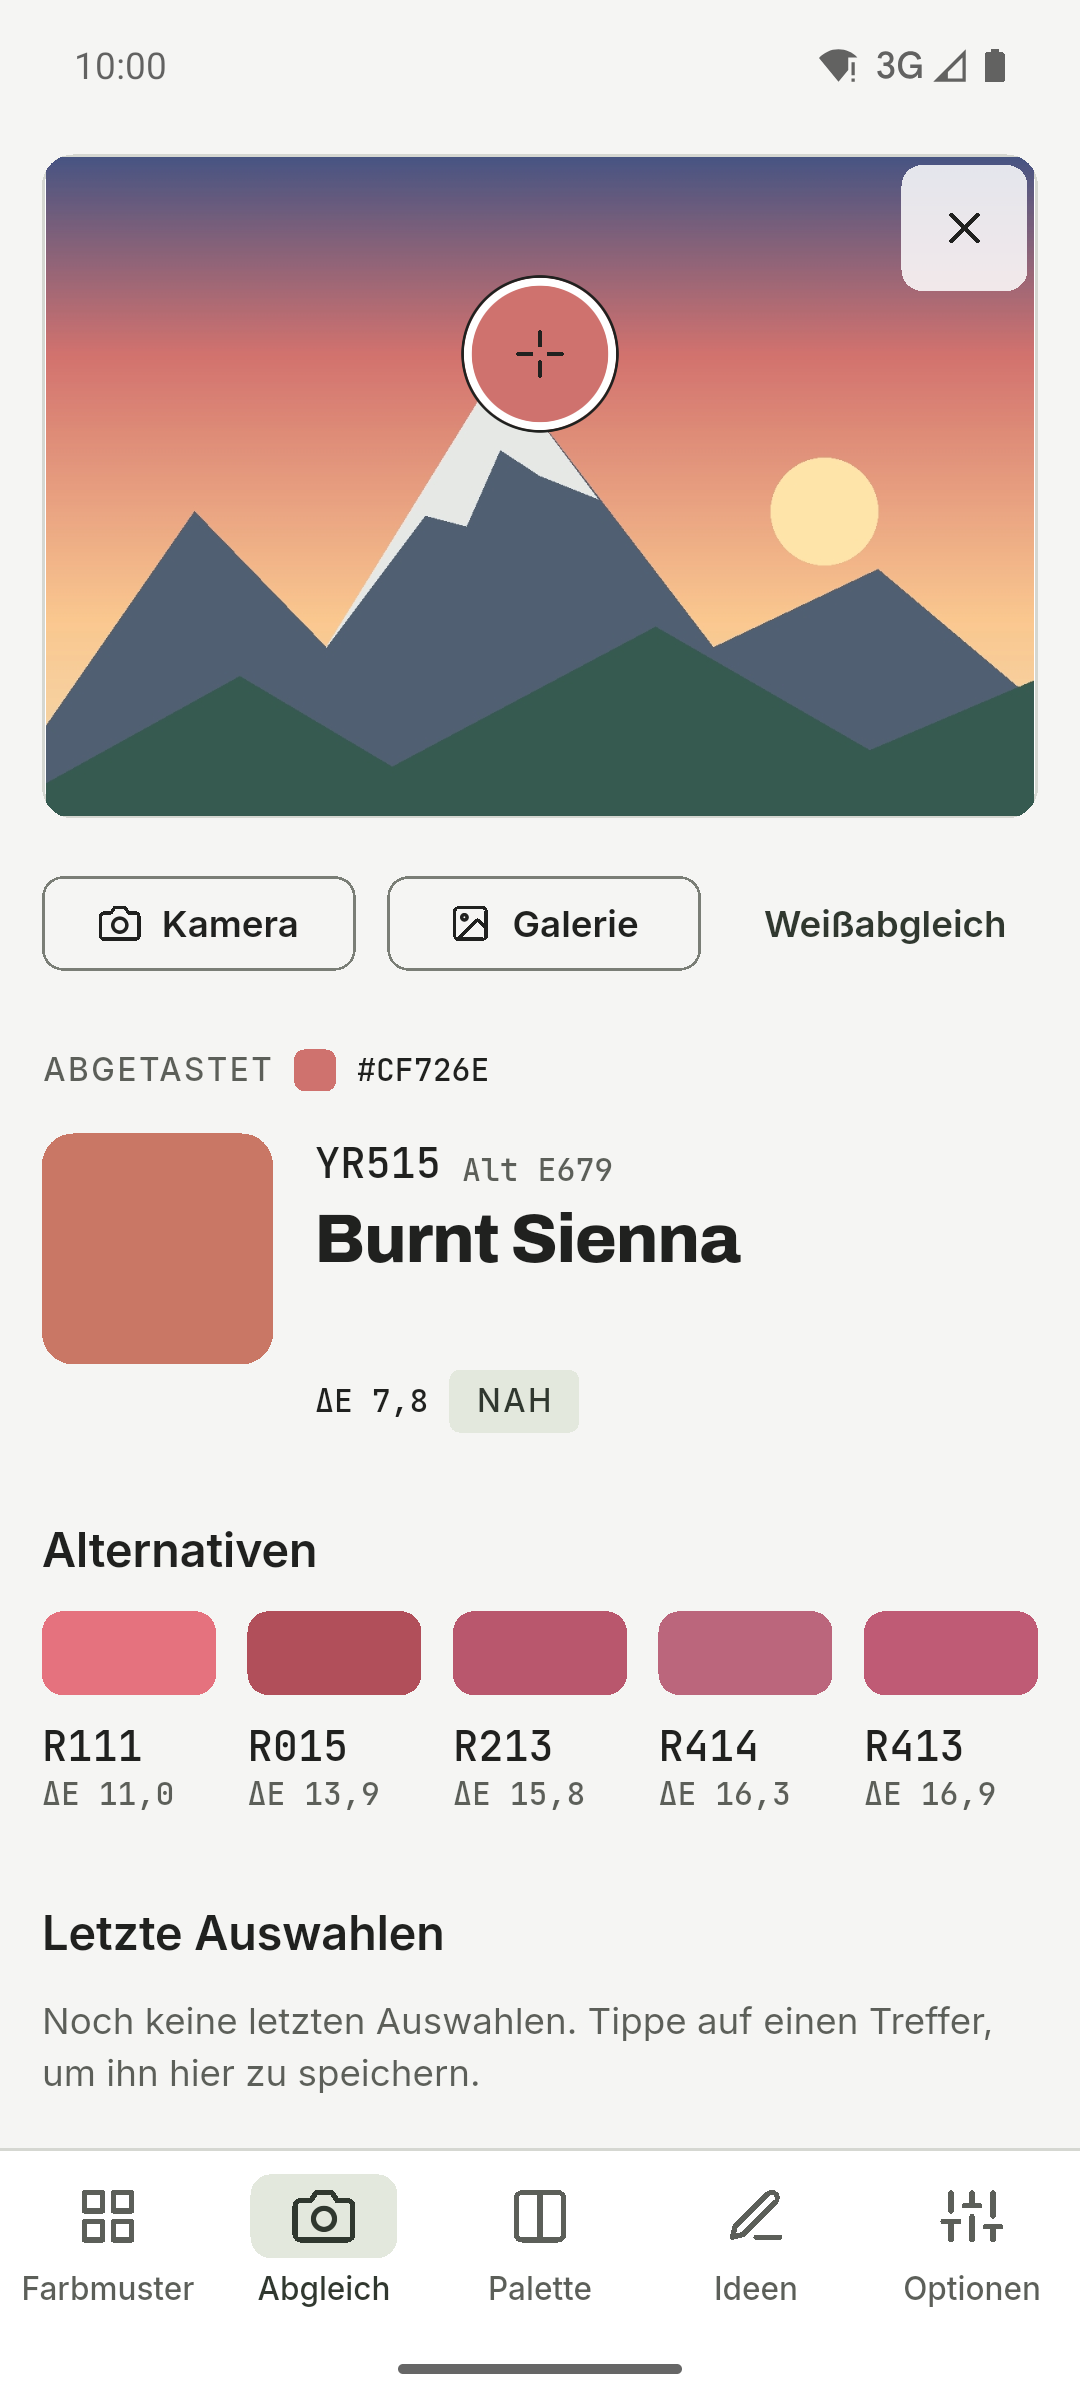 10:00
3G
Kamera
Galerie
Weißabgleich
ABGETASTET
#CF726E
YR515 Alt E679
Burnt Sienna
ΔE 7,8
NAH
Alternativen
R111
R015
R213
R414
R413
ΔE 11,0
ΔE 13,9
ΔE 15,8
ΔE 16,3
ΔE 16,9
Letzte Auswahlen
Noch keine letzten Auswahlen. Tippe auf einen Treffer,
um ihn hier zu speichern.
Farbmuster
Abgleich
Palette
Ideen
Optionen